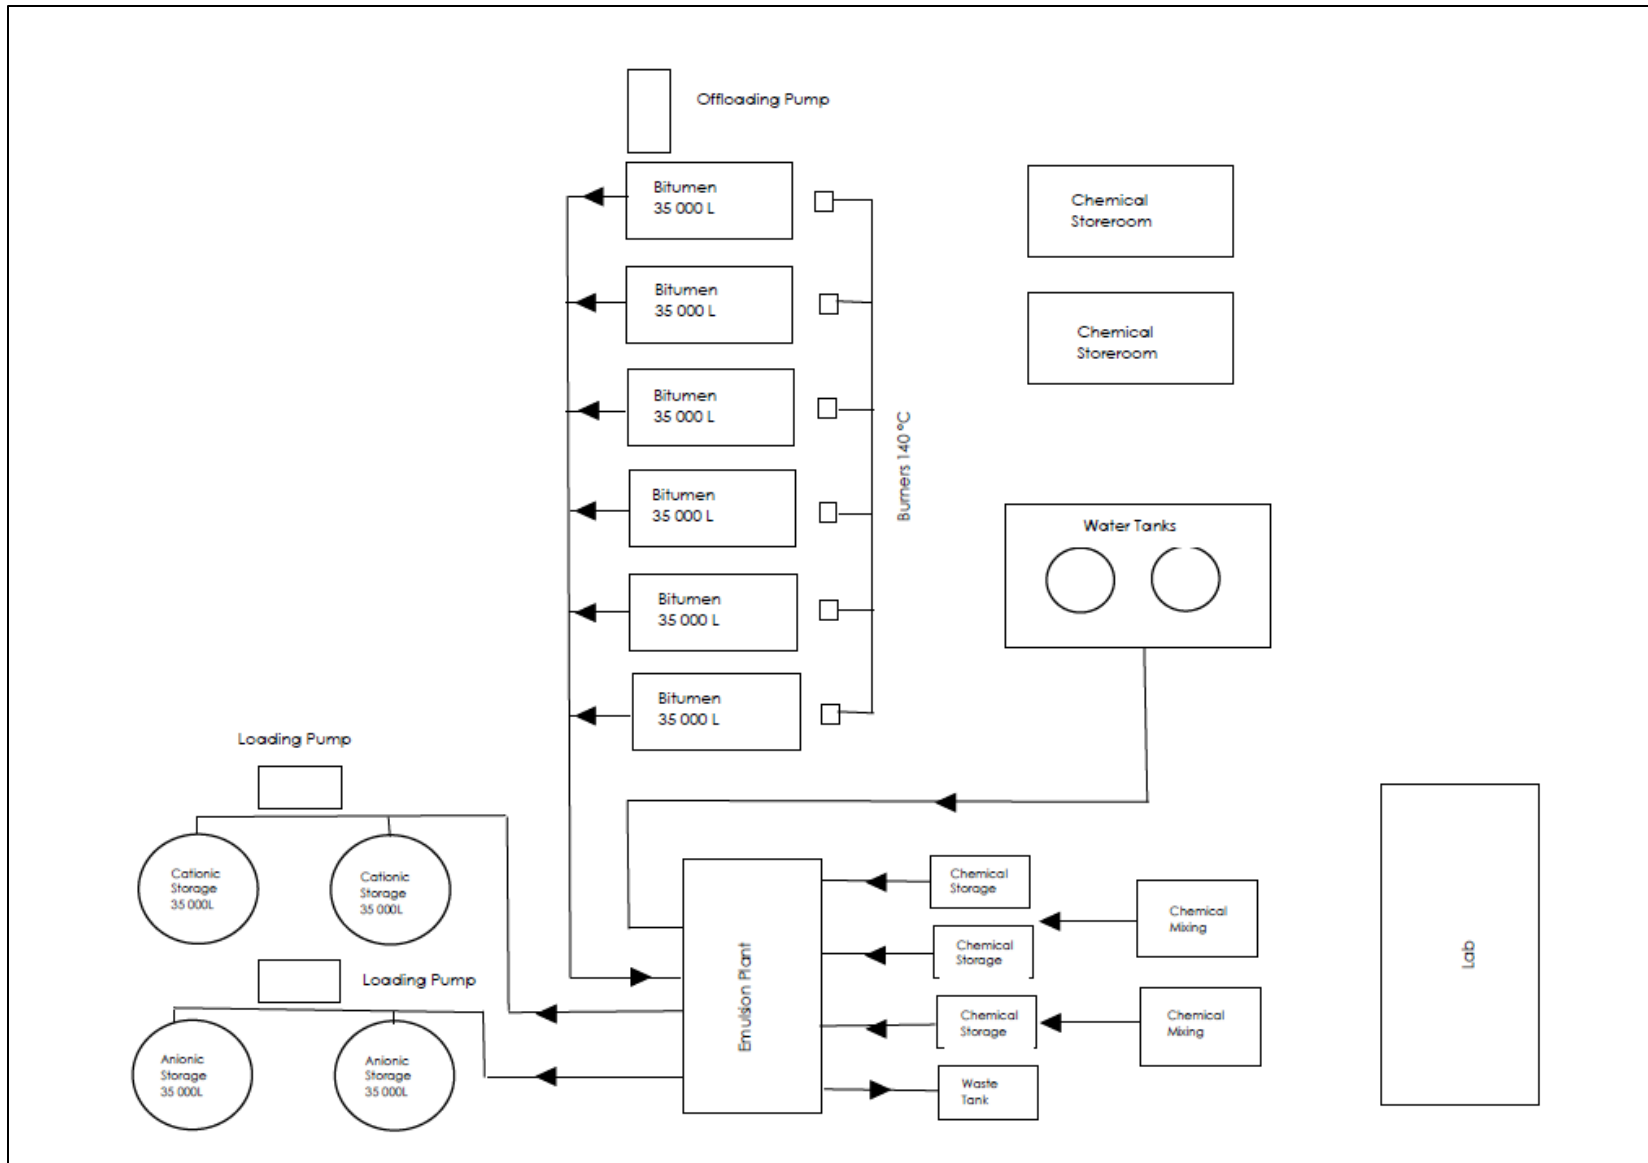 Offloading Pump
Bitumen
35 000 L
Chemical
Storeroom
Bitumen
35 000 L
Chemical
Storeroom
Bitumen
35 000 L
Burners 140 °C
Bitumen
35 000 L
Water Tanks
Bitumen
35 000 L
Bitumen
35 000 L
Loading Pump
Cationic
Storage
35 000L
Cationic
Storage
35 000L
Loading Pump
Anionic
Storage
35 000L
Anionic
Storage
35 000L
Emulsion Plant
Chemical
Storage
Chemical
Mixing
Chemical
Storage
Chemical
Storage
Chemical
Mixing
Waste
Tank
Lab